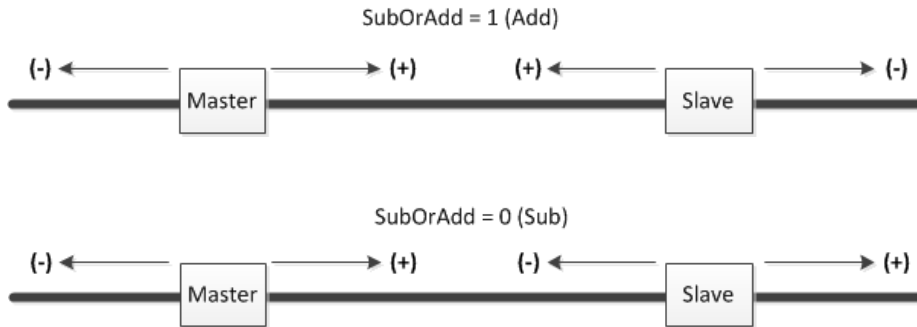 SubOrAdd = 1 (Add)
(-) (+) (+) (-)
Master Slave
SubOrAdd = 0 (Sub)
(-) (+) (-) (+)
Master Slave